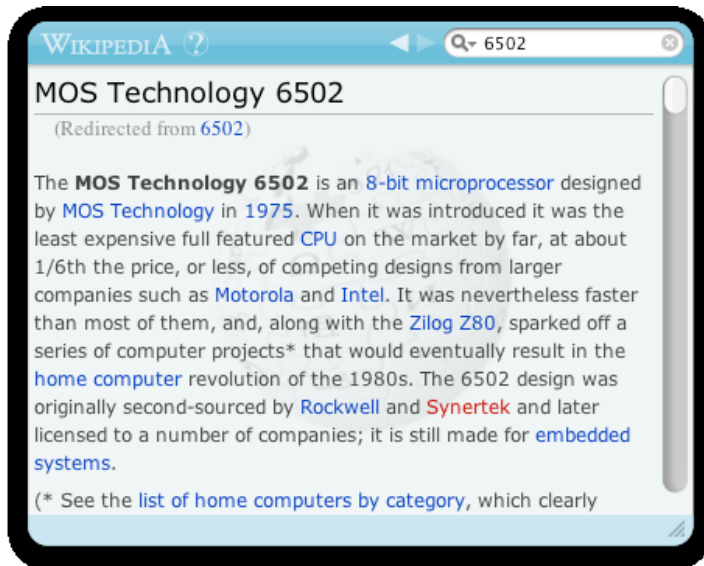 WIKIPEDIA ?
6502
MOS Technology 6502
(Redirected from 6502)
The MOS Technology 6502 is an 8-bit microprocessor designed
by MOS Technology in 1975. When it was introduced it was the
least expensive full featured CPU on the market by far, at about
1/6th the price, or less, of competing designs from larger
companies such as Motorola and Intel. It was nevertheless faster
than most of them, and, along with the Zilog Z80, sparked off a
series of computer projects* that would eventually result in the
home computer revolution of the 1980s. The 6502 design was
originally second-sourced by Rockwell and Synertek and later
licensed to a number of companies; it is still made for embedded
systems.
(* See the list of home computers by category, which clearly